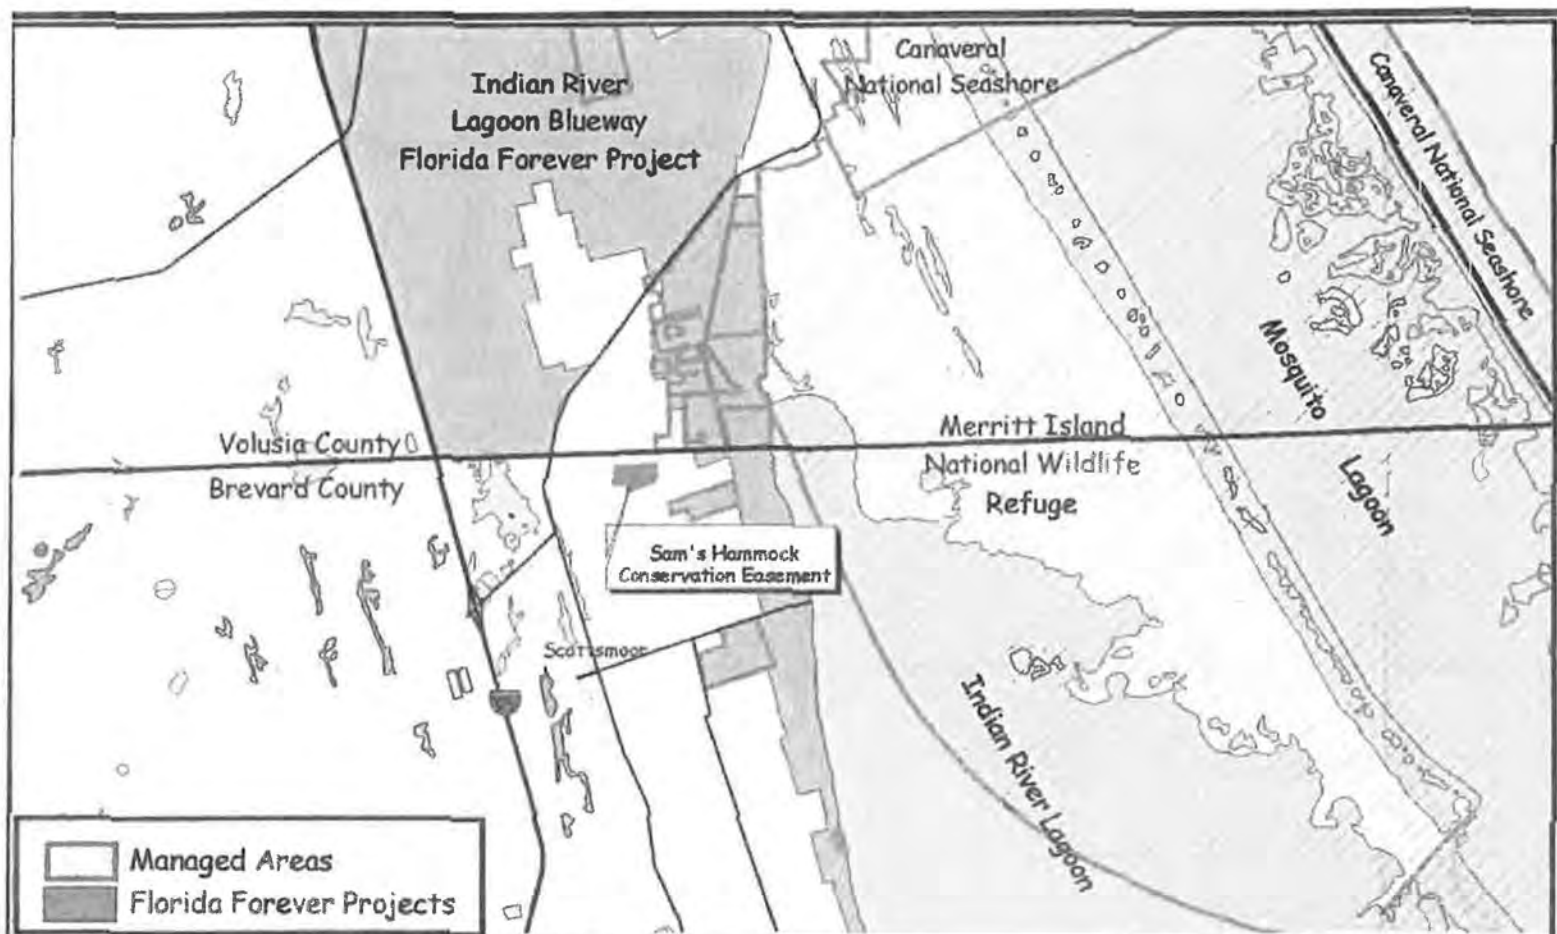 Canaveral
National Seashore
Indian River
Lagoon Blueway
Florida Forever Project
Canaveral National Seashore
Mosquito
Lagoon
Volusia County
Brevard County
Merritt Island
National Wildlife
Refuge
Sam's Hammock
Conservation Easement
Scottsmoor
Indian River Lagoon
Managed Areas
Florida Forever Projects